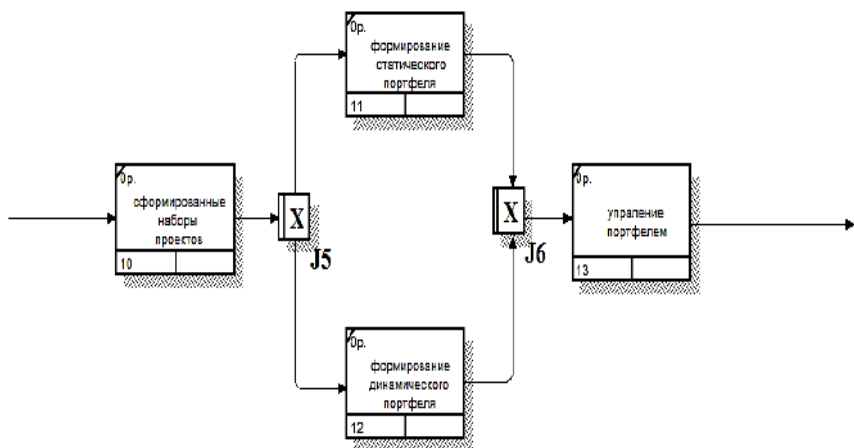 0р.
формирование
статического
портфеля
11
0р.
сформированные
наборы
проектов
10
X
J5
X
J6
0р.
упраление
портфелем
13
0р.
формирование
динамического
портфеля
12